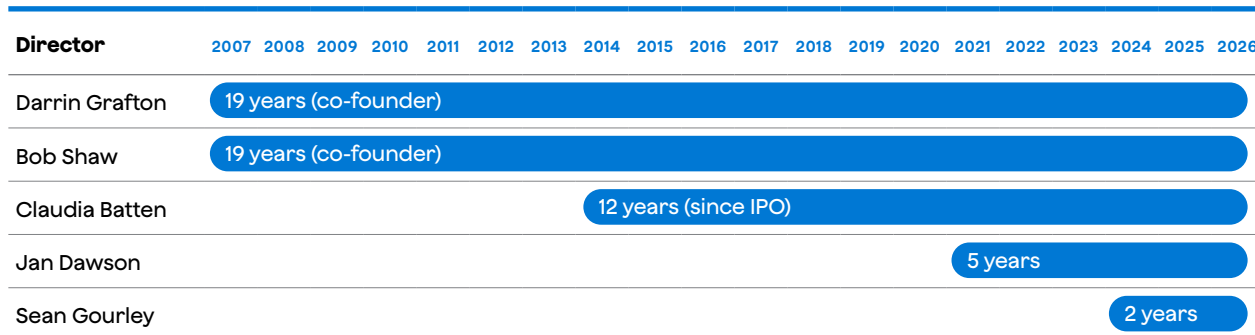 Director 2007 2008 2009 2010 2011 2012 2013 2014 2015 2016 2017 2018 2019 2020 2021 2022 2023 2024 2025 2026
Darrin Grafton 19 years (co-founder)
Bob Shaw 19 years (co-founder)
Claudia Batten 12 years (since IPO)
Jan Dawson 5 years
Sean Gourley 2 years